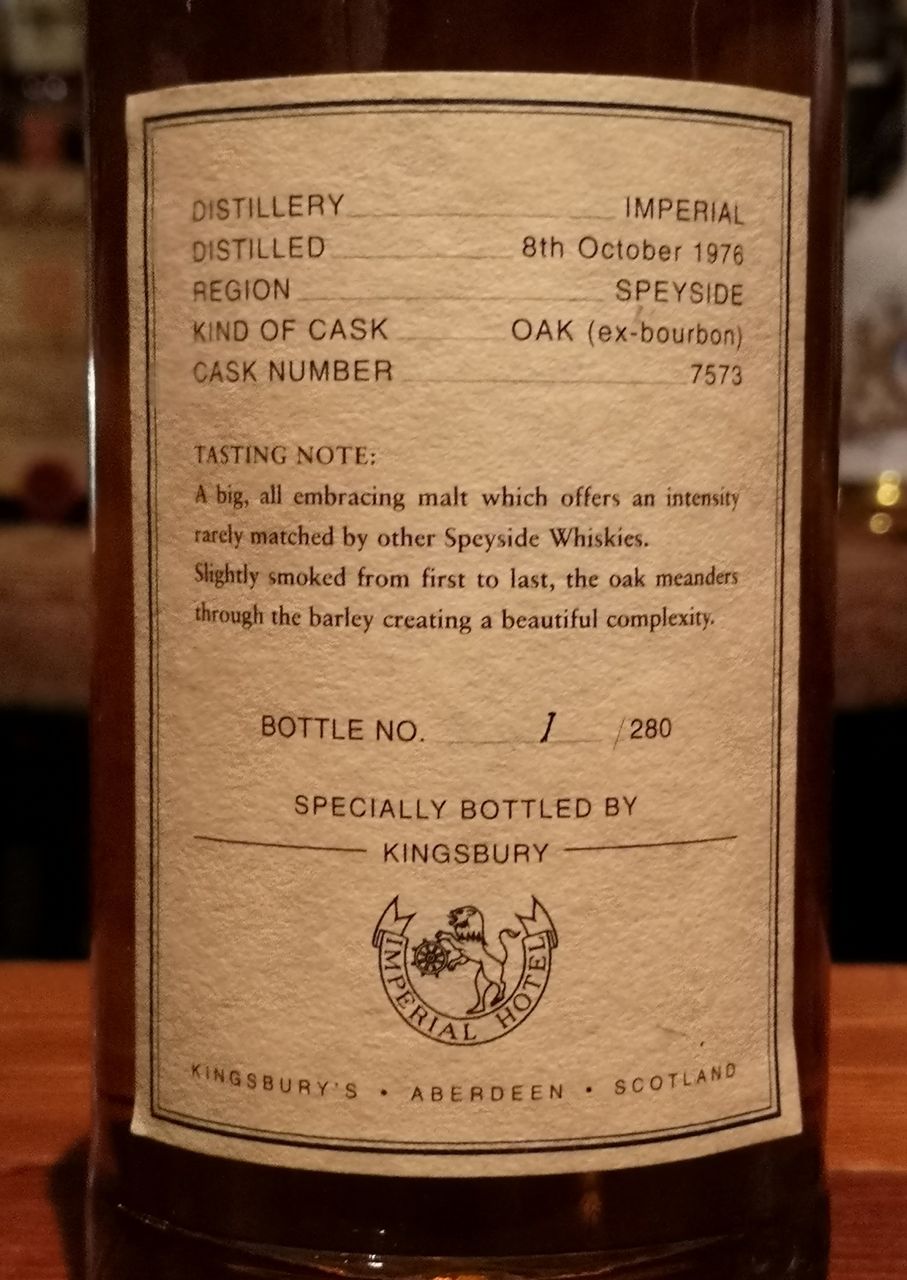 DISTILLERY IMPERIAL
DISTILLED 8th October 1976
REGION SPEYSIDE
KIND OF CASK OAK (ex-bourbon)
CASK NUMBER 7573
TASTING NOTE:
A big, all embracing malt which offers an intensity
rarely matched by other Speyside Whiskies.
Slightly smoked from first to last, the oak meanders
through the barley creating a beautiful complexity.
BOTTLE NO. 1 /280
SPECIALLY BOTTLED BY
KINGSBURY
IMPERIAL HOTEL
KINGSBURY'S • ABERDEEN • SCOTLAND